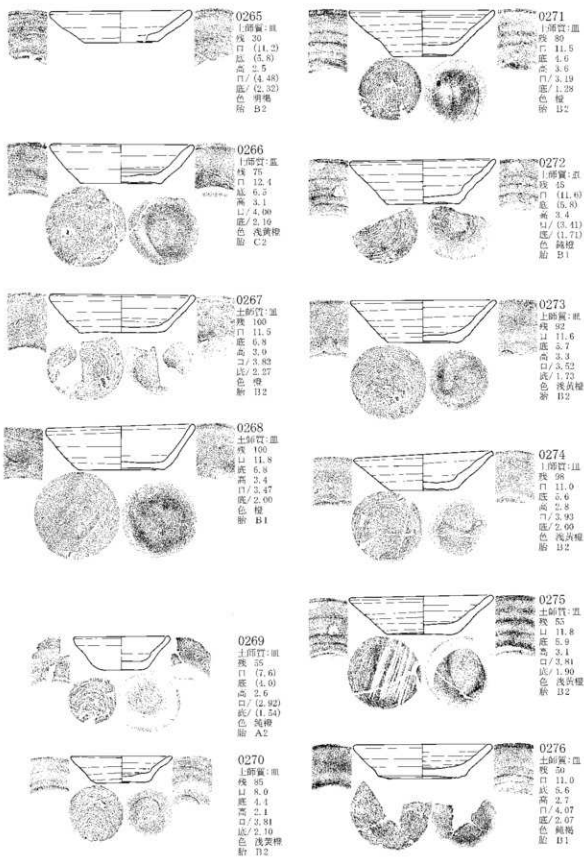 0265
土師質:皿
残 30
口 (11.2)
底 (5.8)
高 2.5
口/ (4.48)
底/ (2.32)
色 明褐
胎 B2
0266
土師質:皿
残 75
口 12.4
底 6.5
高 3.1
口/ 4.00
底/ 2.10
色 浅黄橙
胎 C2
0267
土師質:皿
残 100
口 11.5
底 6.8
高 3.0
口/ 3.83
底/ 2.27
色 橙
胎 B2
0268
土師質:皿
残 100
口 11.8
底 6.8
高 3.4
口/ 3.47
底/ 2.00
色 橙
胎 B1
0269
土師質:皿
残 55
口 (7.6)
底 (4.0)
高 2.6
口/ (2.92)
底/ (1.54)
色 鈍橙
胎 A2
0270
土師質:皿
残 85
口 8.0
底 4.4
高 2.1
口/ 3.81
底/ 2.10
色 浅黄橙
胎 B2
0271
土師質:皿
残 80
口 11.5
底 4.6
高 3.6
口/ 3.19
底/ 1.28
色 橙
胎 B2
0272
土師質:皿
残 45
口 (11.6)
底 (5.8)
高 3.4
口/ (3.41)
底/ (1.71)
色 鈍橙
胎 B1
0273
土師質:皿
残 92
口 11.6
底 5.7
高 3.3
口/ 3.52
底/ 1.73
色 浅黄橙
胎 B2
0274
土師質:皿
残 98
口 11.0
底 5.6
高 2.8
口/ 3.93
底/ 2.00
色 浅黄橙
胎 B2
0275
土師質:皿
残 55
口 11.8
底 5.9
高 3.1
口/ 3.81
底/ 1.90
色 浅黄橙
胎 B2
0276
土師質:皿
残 50
口 11.0
底 5.6
高 2.7
口/ 4.07
底/ 2.07
色 鈍褐
胎 B1